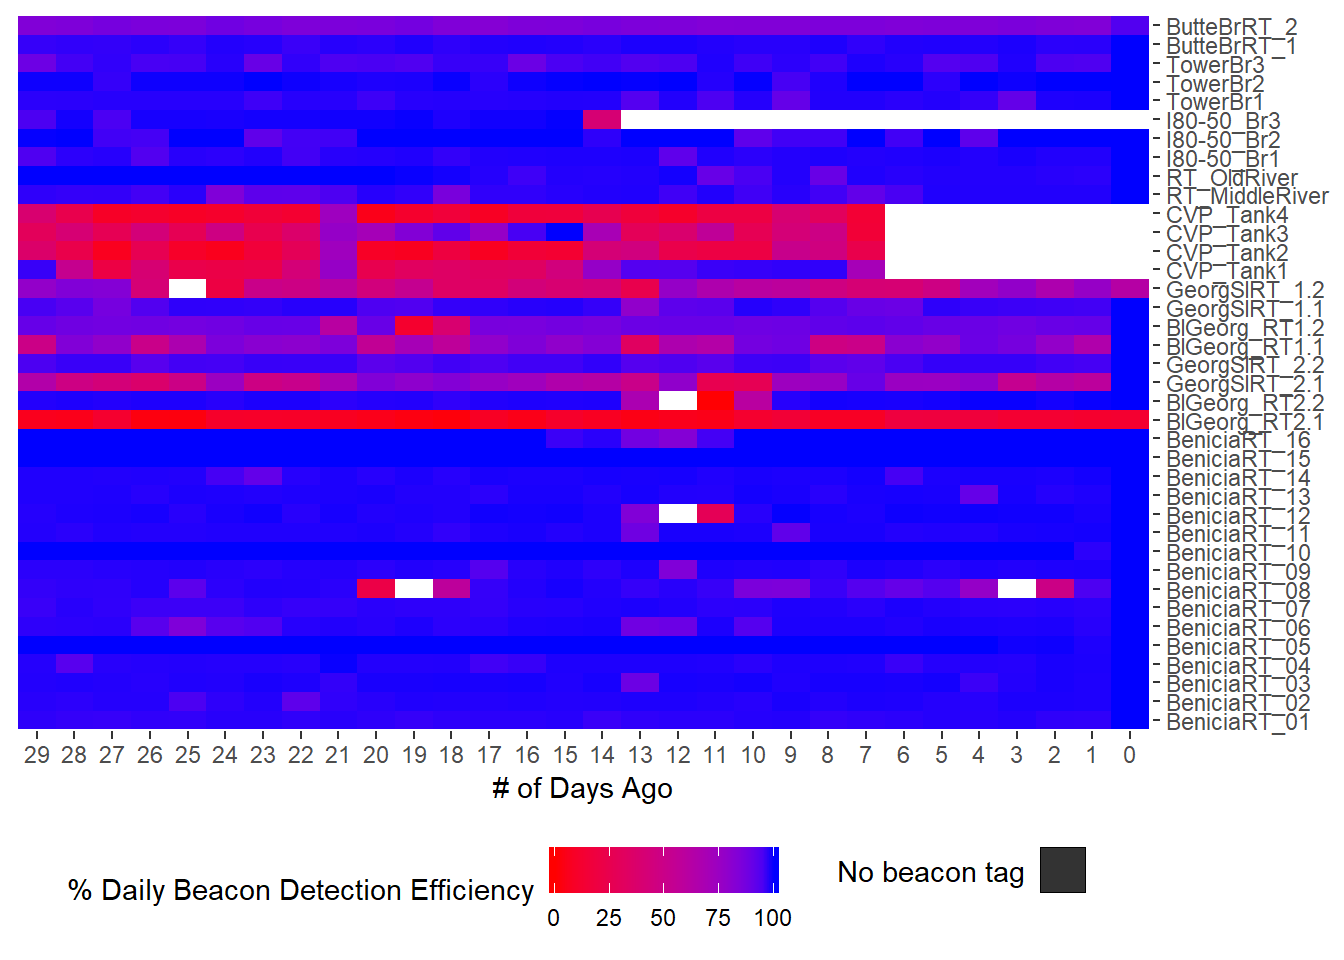 ButteBrRT_2
ButteBrRT_1
TowerBr3
TowerBr2
TowerBr1
I80-50_Br3
I80-50_Br2
I80-50_Br1
RT_OldRiver
RT_MiddleRiver
CVP_Tank4
CVP_Tank3
CVP_Tank2
CVP_Tank1
GeorgSlRT_1.2
GeorgSlRT_1.1
BlGeorg_RT1.2
BlGeorg_RT1.1
GeorgSlRT_2.2
GeorgSlRT_2.1
BlGeorg_RT2.2
BlGeorg_RT2.1
BeniciaRT_16
BeniciaRT_15
BeniciaRT_14
BeniciaRT_13
BeniciaRT_12
BeniciaRT_11
BeniciaRT_10
BeniciaRT_09
BeniciaRT_08
BeniciaRT_07
BeniciaRT_06
BeniciaRT_05
BeniciaRT_04
BeniciaRT_03
BeniciaRT_02
BeniciaRT_01
29 28 27 26 25 24 23 22 21 20 19 18 17 16 15 14 13 12 11 10 9 8 7 6 5 4 3 2 1 0
# of Days Ago
% Daily Beacon Detection Efficiency
0 25 50 75 100
No beacon tag